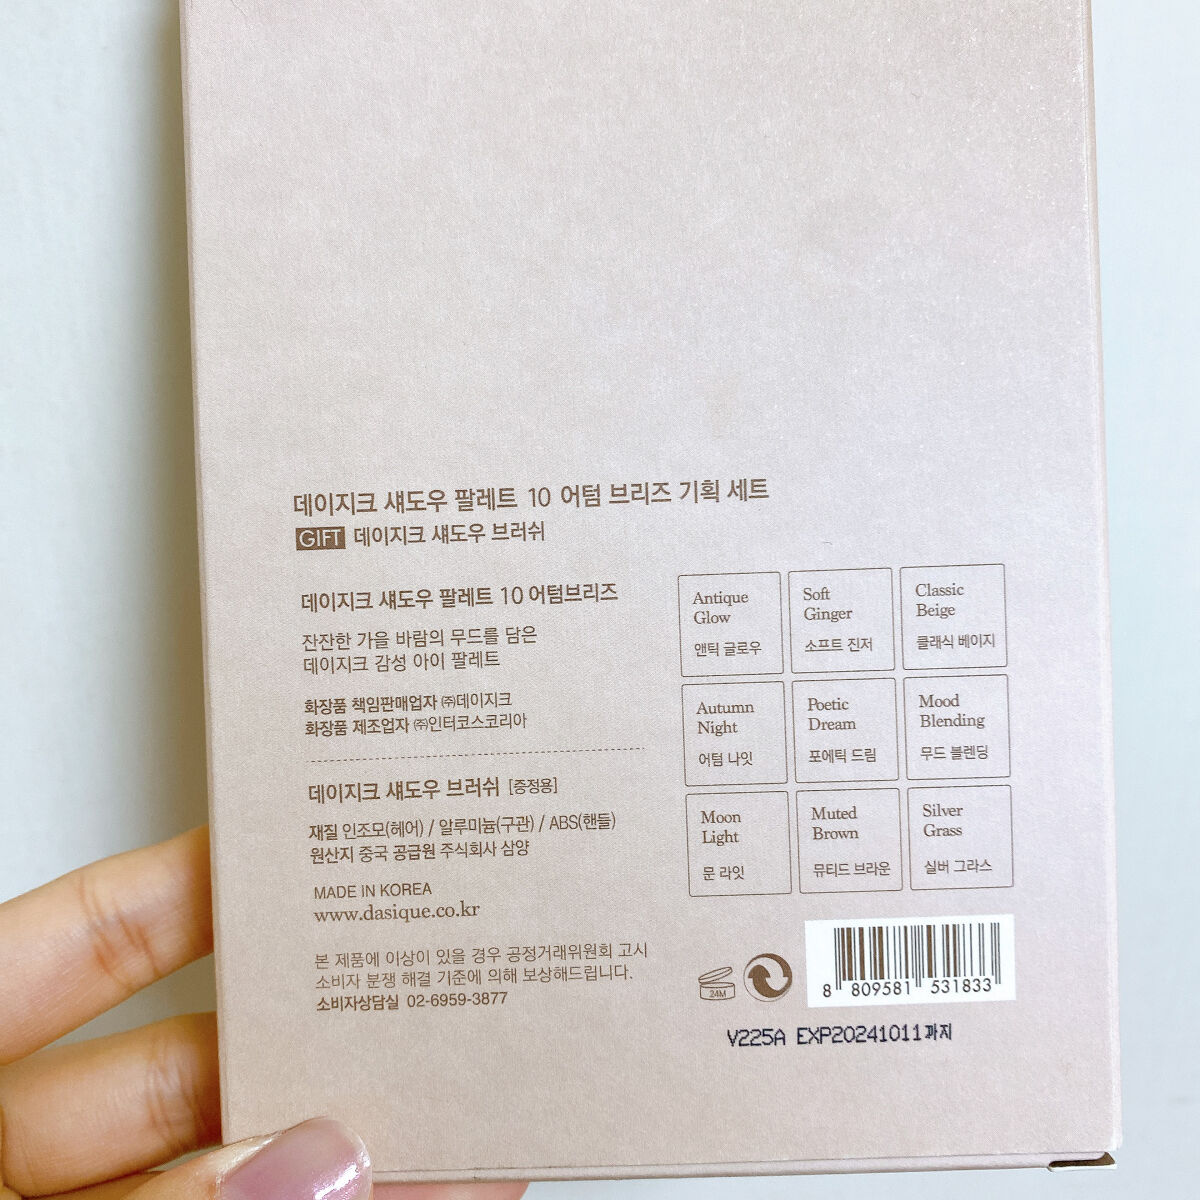 데이지크 섀도우 팔레트 10 어텀 브리즈 기획 세트
GIFT 데이지크 섀도우 브러쉬
데이지크 섀도우 팔레트 10 어텀브리즈
잔잔한 가을 바람의 무드를 담은
데이지크 감성 아이 팔레트
화장품 책임판매업자 ㈜데이지크
화장품 제조업자 ㈜인터코스코리아
데이지크 섀도우 브러쉬 [증정용]
재질 인조모(헤어) / 알루미늄(구관) / ABS(핸들)
원산지 중국 공급원 주식회사 삼양
MADE IN KOREA
www.dasique.co.kr
본 제품에 이상이 있을 경우 공정거래위원회 고시
소비자 분쟁 해결 기준에 의해 보상해드립니다.
소비자상담실 02-6959-3877
Antique
Glow
앤틱 글로우
Soft
Ginger
소프트 진저
Classic
Beige
클래식 베이지
Autumn
Night
어텀 나잇
Poetic
Dream
포에틱 드림
Mood
Blending
무드 블렌딩
Moon
Light
문 라잇
Muted
Brown
뮤티드 브라운
Silver
Grass
실버 그라스
24M
8 809581 531833
V225A EXP20241011까지